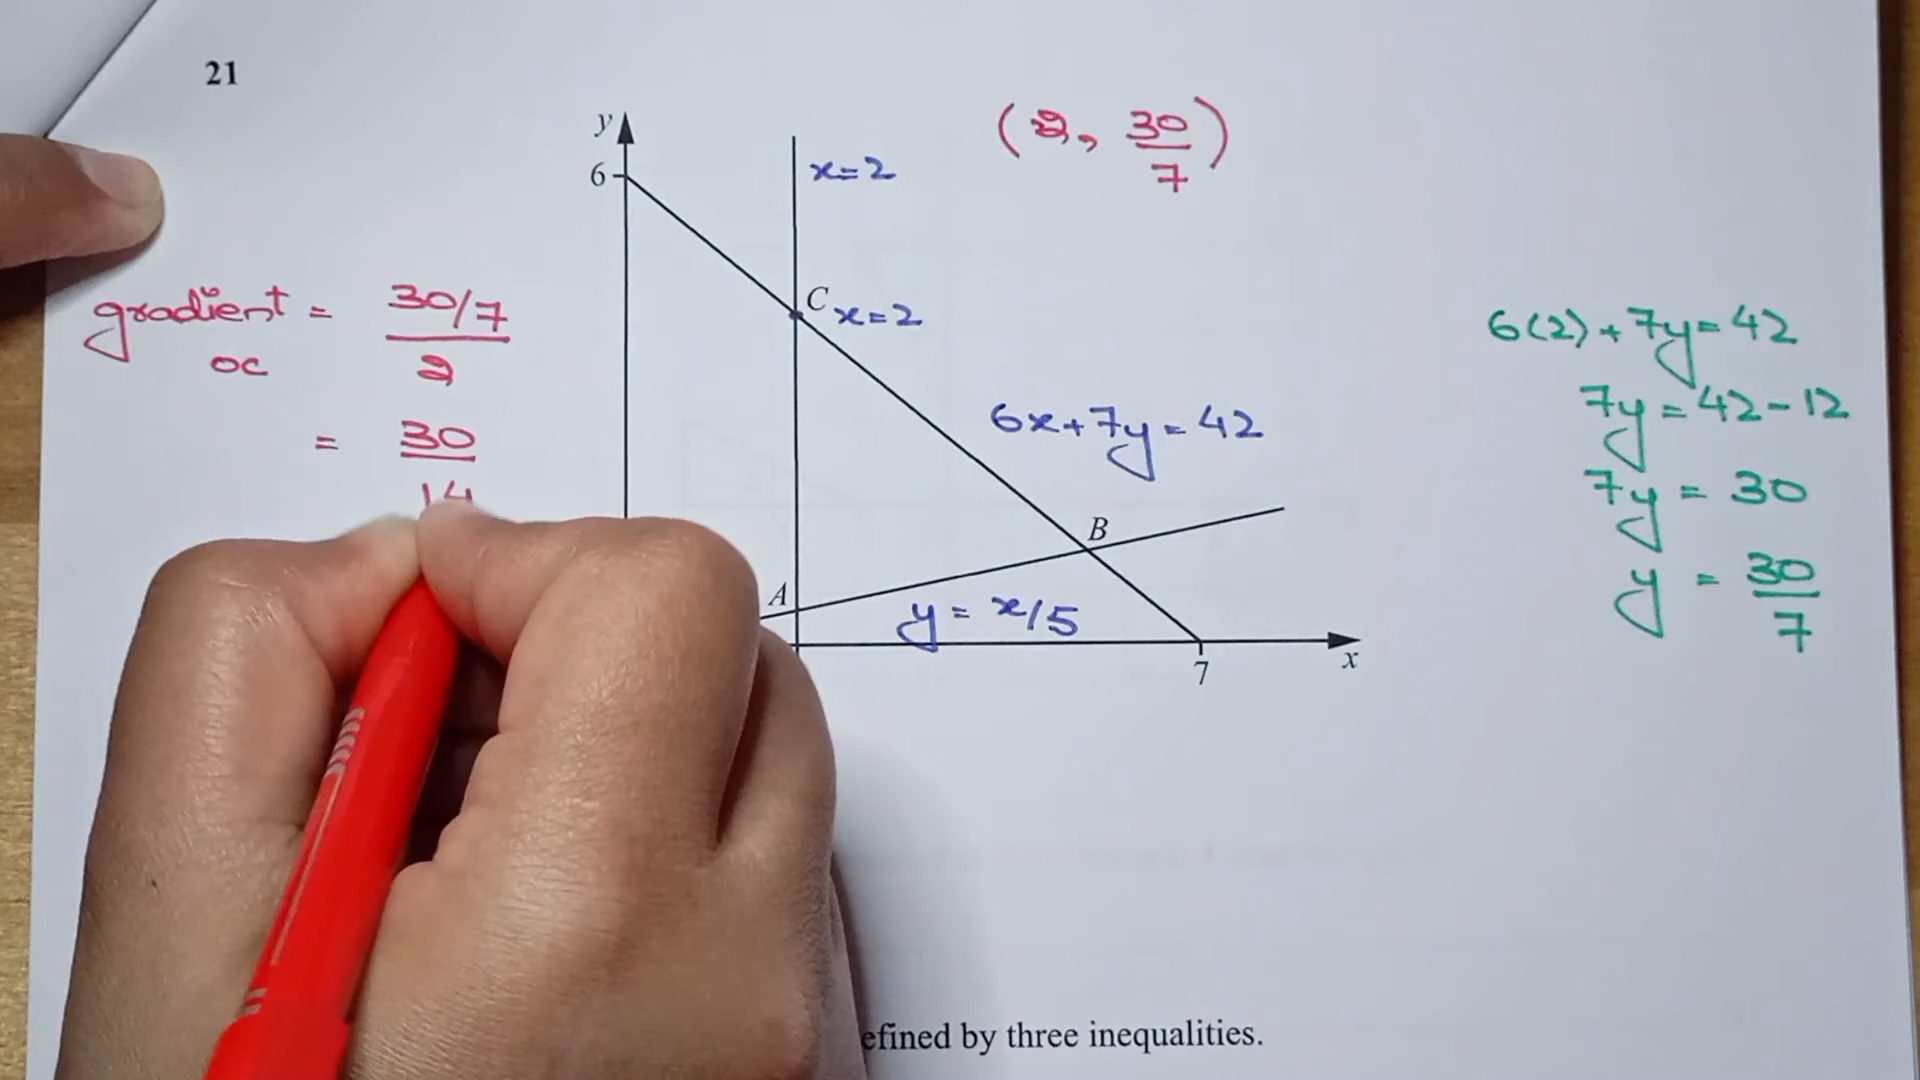 21
y
6
x=2
(2, 30/7)
C x=2
gradient = 30/7 / 2
OC
= 30/14
6x+7y=42
6(2)+7y=42
7y=42-12
7y=30
y=30/7
B
A
y = x/5
7
x
efined by three inequalities.